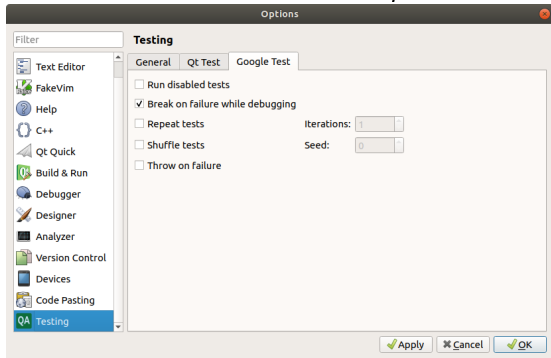 Options
Filter
Testing
General Qt Test Google Test
Text Editor
FakeVim
Help
{} C++
Qt Quick
Build & Run
Debugger
Designer
Analyzer
Version Control
Devices
Code Pasting
QA Testing
Run disabled tests
Break on failure while debugging
Repeat tests Iterations: 1
Shuffle tests Seed: 0
Throw on failure
Apply Cancel OK